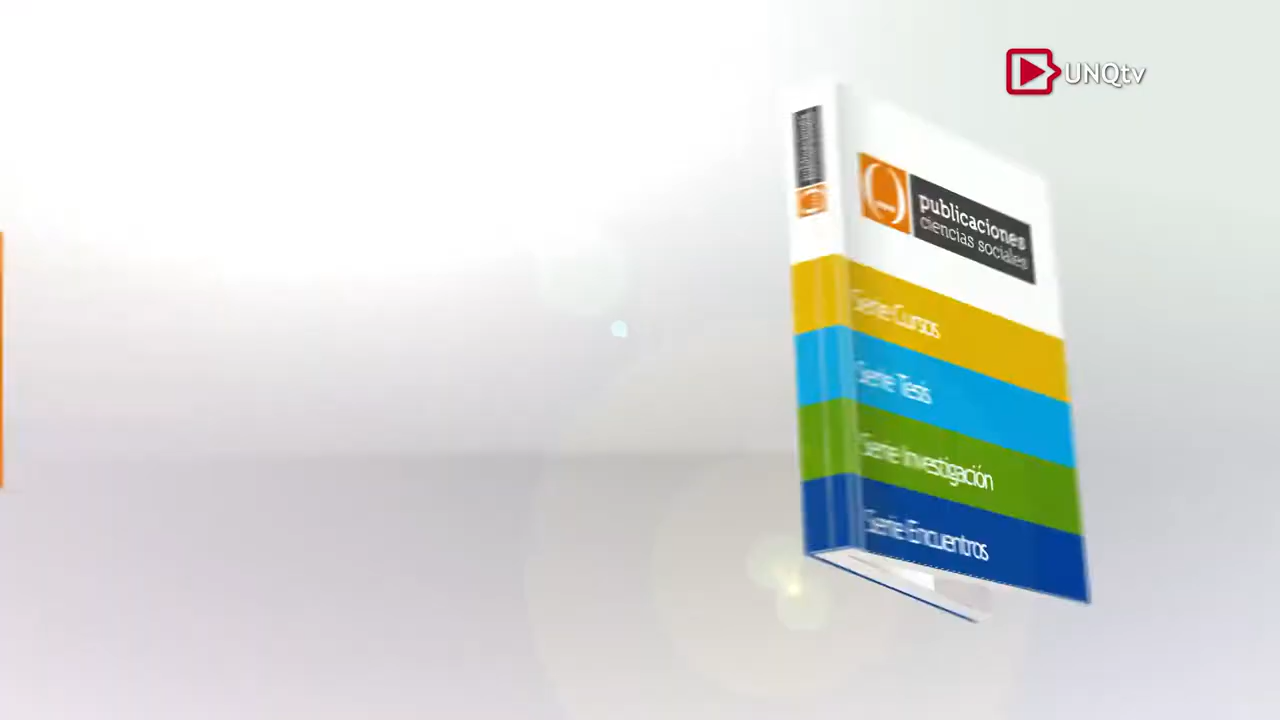 UNQtv
publicaciones
ciencias sociales
Serie Cursos
Serie Tesis
Serie Investigación
Serie Encuentros